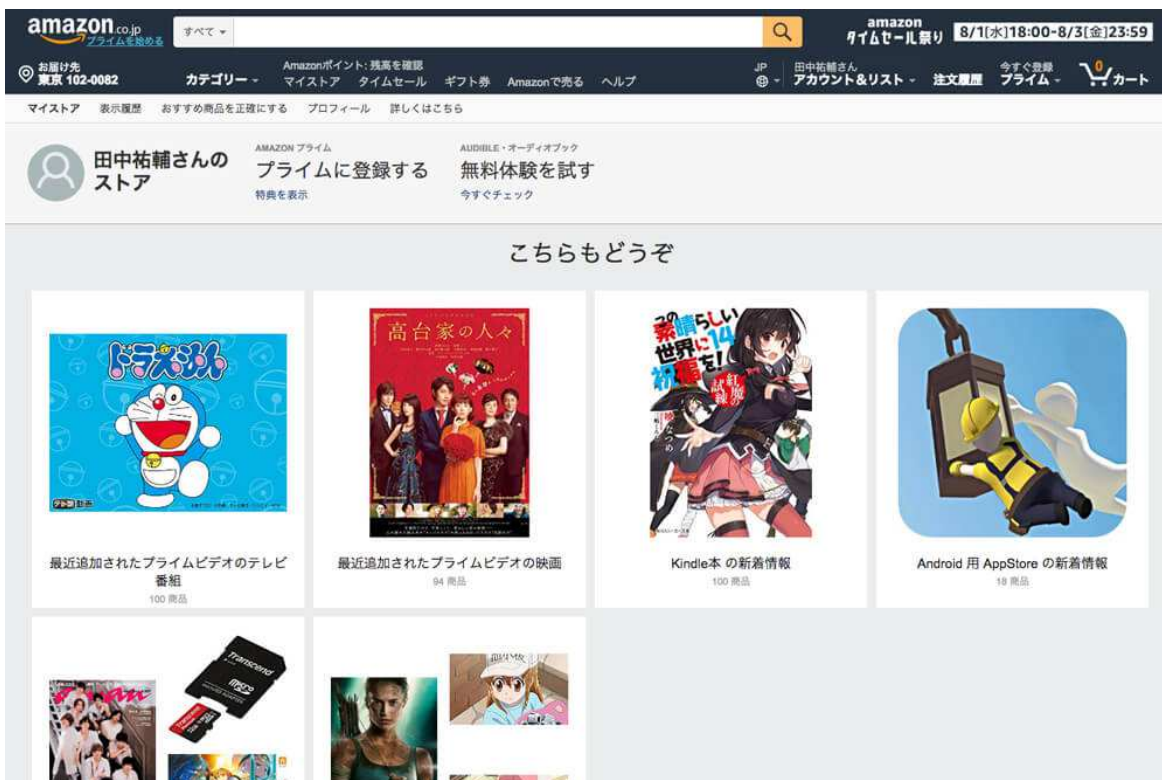 amazon.co.jp
プライムを始める
すべて
amazon
タイムセール祭り
8/1[水]18:00-8/3[金]23:59
お届け先
東京 102-0082
カテゴリー
Amazonポイント: 残高を確認
マイストア タイムセール ギフト券 Amazonで売る ヘルプ
JP
田中祐輔さん
アカウント&リスト
注文履歴
今すぐ登録
プライム
0
カート
マイストア 表示履歴 おすすめ商品を正確にする プロフィール 詳しくはこちら
田中祐輔さんの
ストア
AMAZON プライム
プライムに登録する
特典を表示
AUDIBLE・オーディオブック
無料体験を試す
今すぐチェック
こちらもどうぞ
ドラえもん
テレビ動画
最近追加されたプライムビデオのテレビ
番組
100 商品
高台家の人々
最近追加されたプライムビデオの映画
94 商品
この
素晴らしい
世界に14
祝福を!
紅魔の
試練
暁なつめ
Kindle本 の新着情報
100 商品
Android 用 AppStore の新着情報
18 商品
anan
Transcend
micro
Transcend